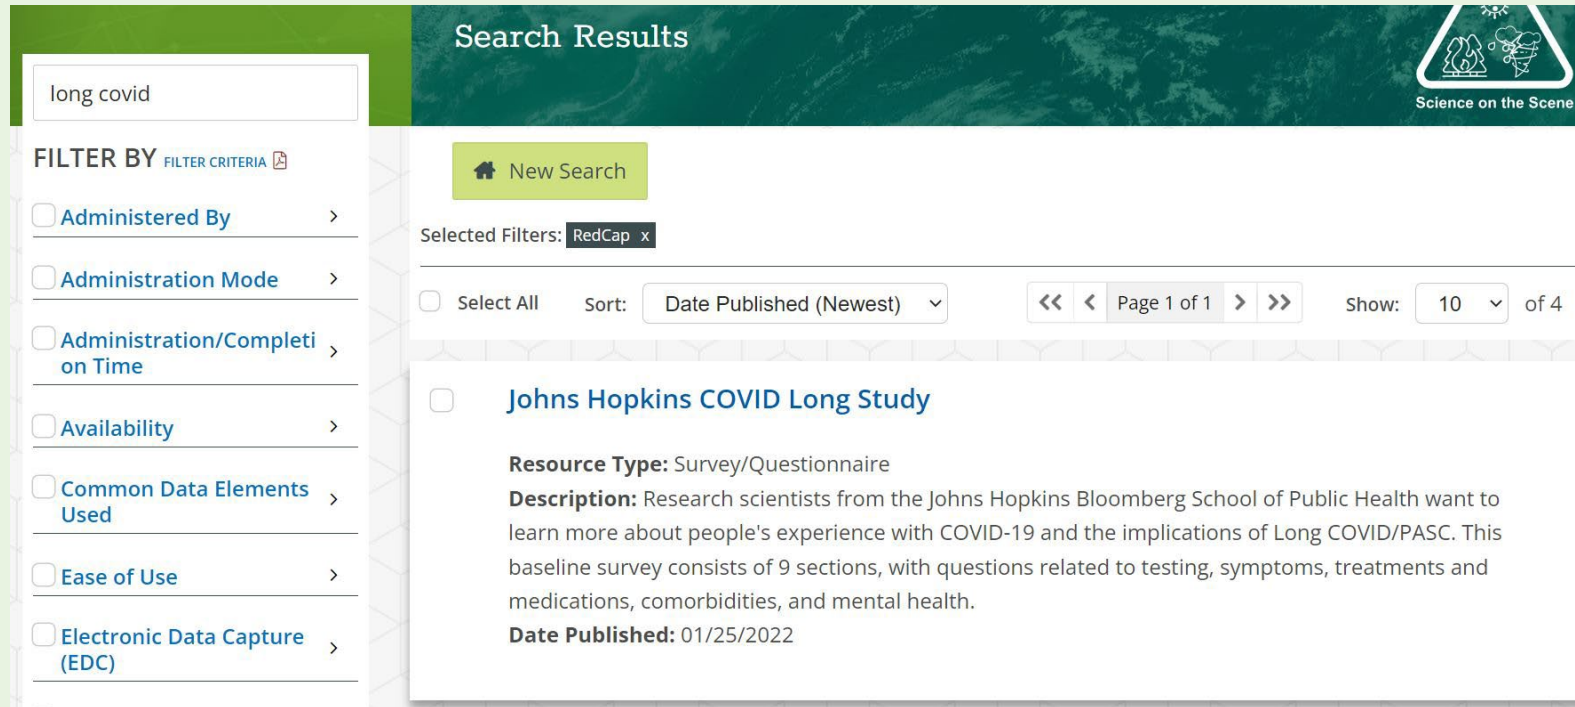 Search Results
Science on the Scene
long covid
FILTER BY FILTER CRITERIA
Administered By
Administration Mode
Administration/Completi
on Time
Availability
Common Data Elements
Used
Ease of Use
Electronic Data Capture
(EDC)
New Search
Selected Filters: RedCap x
Select All Sort: Date Published (Newest) << < Page 1 of 1 > >> Show: 10 of 4
Johns Hopkins COVID Long Study
Resource Type: Survey/Questionnaire
Description: Research scientists from the Johns Hopkins Bloomberg School of Public Health want to
learn more about people's experience with COVID-19 and the implications of Long COVID/PASC. This
baseline survey consists of 9 sections, with questions related to testing, symptoms, treatments and
medications, comorbidities, and mental health.
Date Published: 01/25/2022